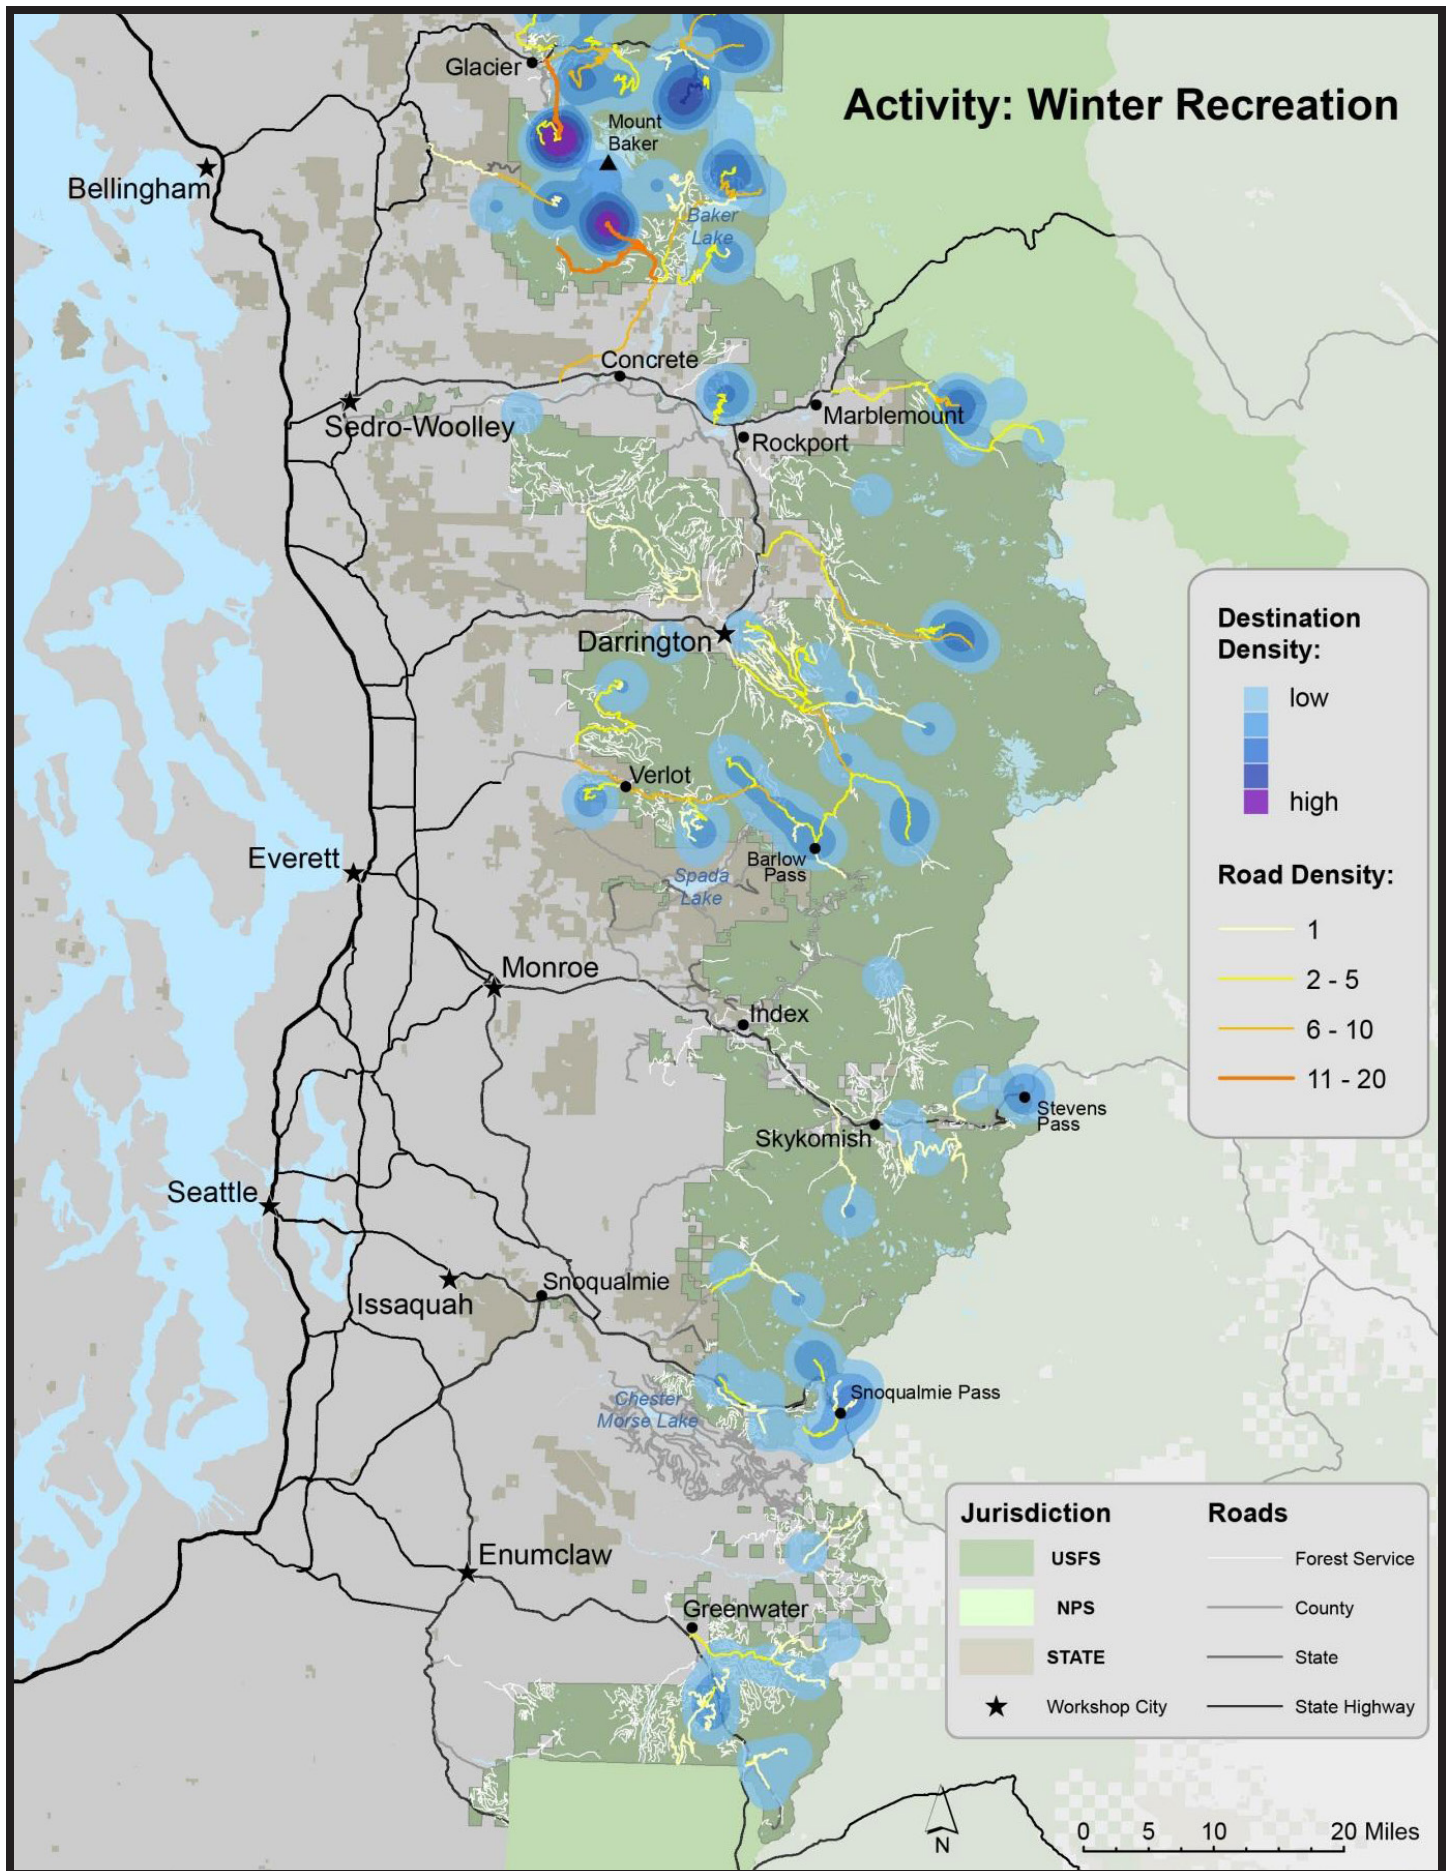 Activity: Winter Recreation
Glacier
Mount
Baker
Bellingham
Baker
Lake
Concrete
Sedro-Woolley
Marblemount
Rockport
Darrington
Verlot
Barlow
Pass
Everett
Spada
Lake
Monroe
Index
Skykomish
Stevens
Pass
Seattle
Issaquah
Snoqualmie
Chester
Morse Lake
Snoqualmie Pass
Enumclaw
Greenwater
Destination
Density:
low
high
Road Density:
1
2 - 5
6 - 10
11 - 20
Jurisdiction
USFS
NPS
STATE
Workshop City
Roads
Forest Service
County
State
State Highway
N
0 5 10 20 Miles